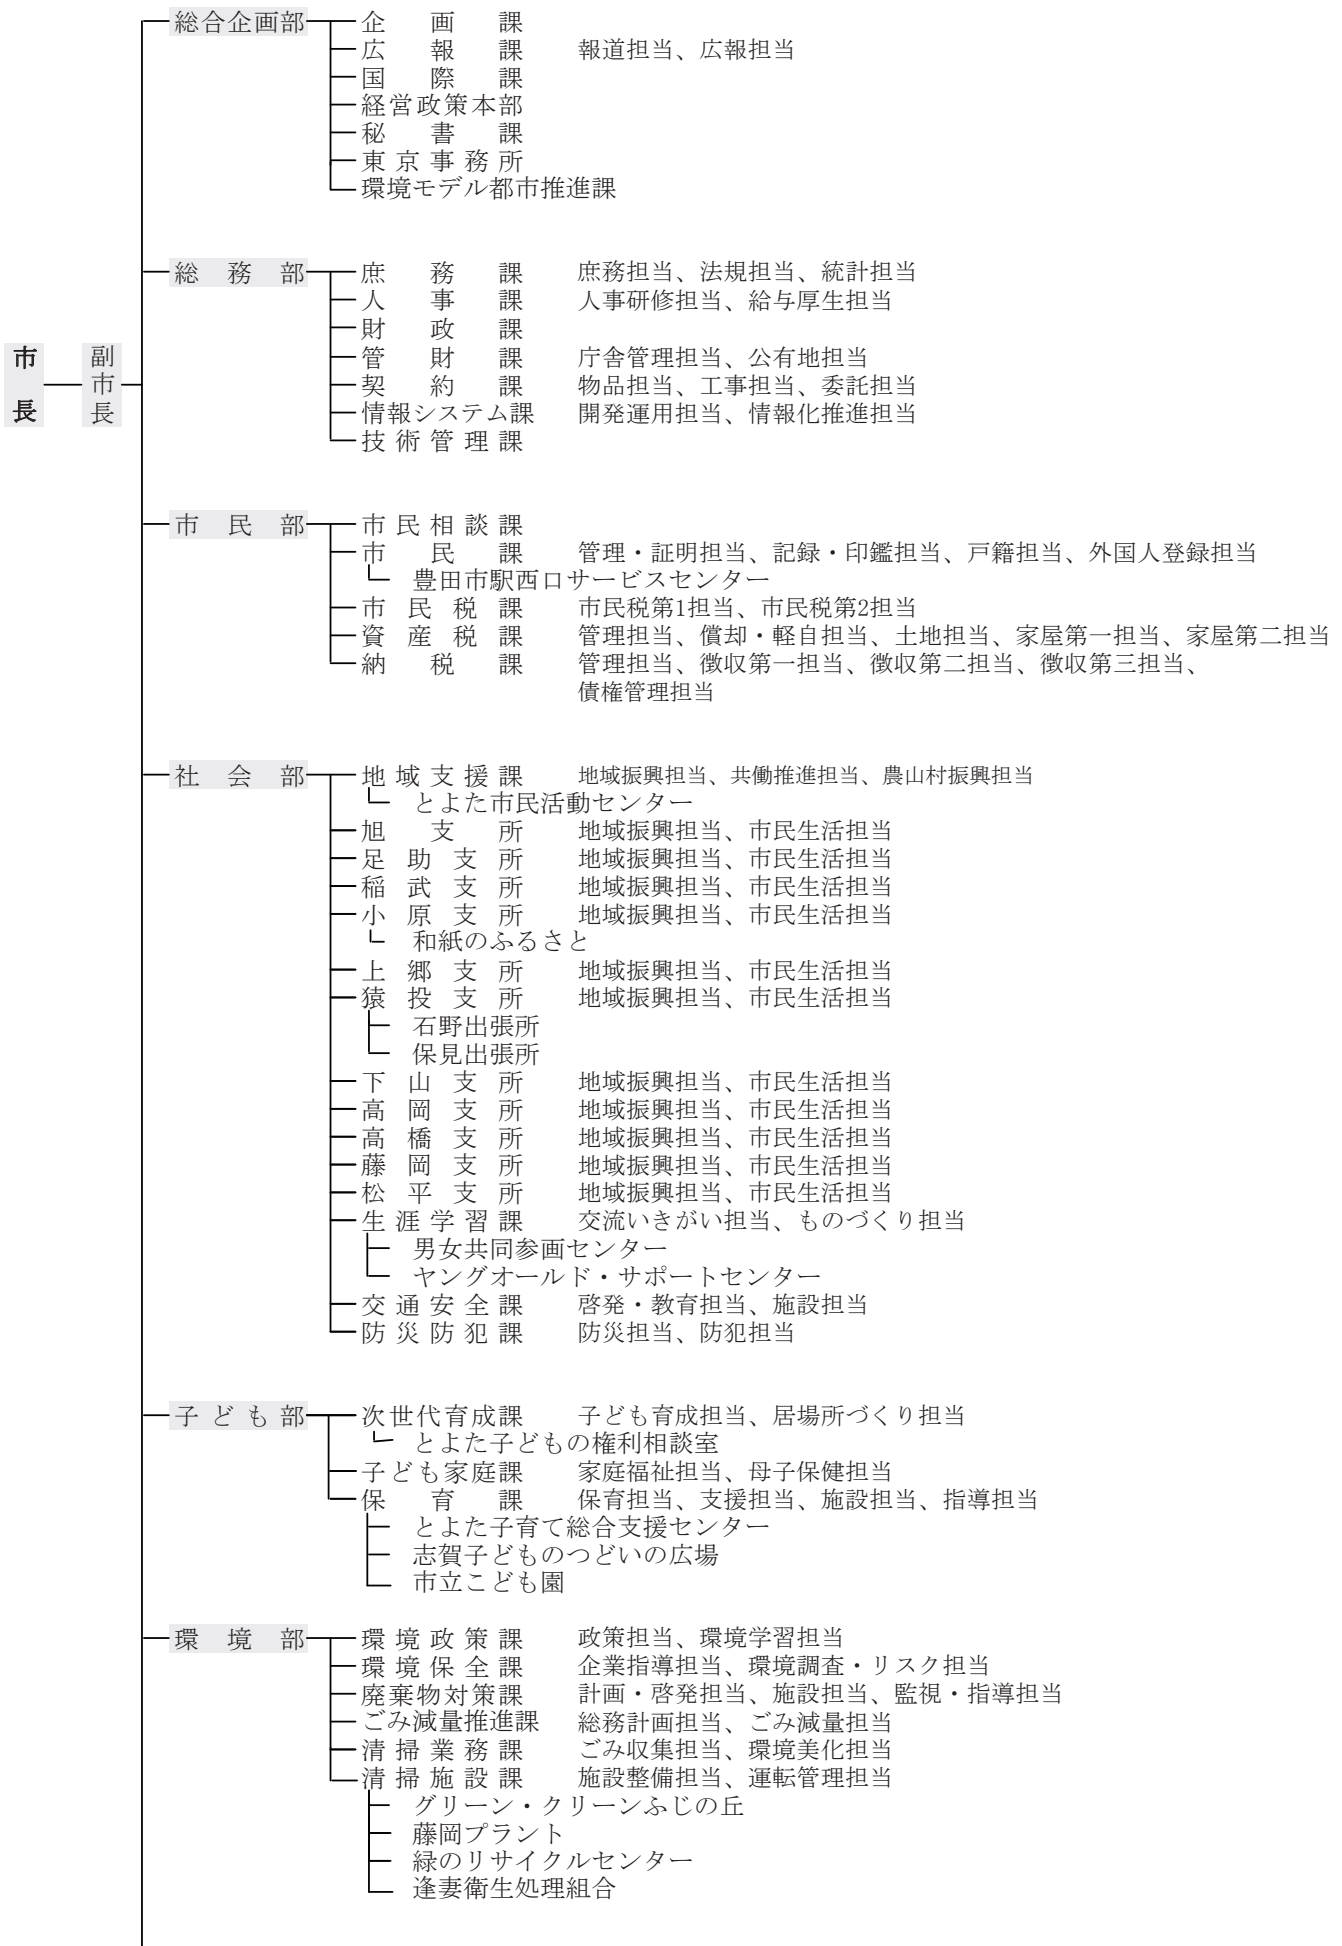 総合企画部 企画課
広報課 報道担当、広報担当
国際課
経営政策本部
秘書課
東京事務所
環境モデル都市推進課
総務部 庶務課 庶務担当、法規担当、統計担当
人事課 人事研修担当、給与厚生担当
財政課
市長 副市長
管財課 庁舎管理担当、公有地担当
契約課 物品担当、工事担当、委託担当
情報システム課 開発運用担当、情報化推進担当
技術管理課
市民部 市民相談課
市民課 管理・証明担当、記録・印鑑担当、戸籍担当、外国人登録担当
豊田市駅西口サービスセンター
市民税課 市民税第1担当、市民税第2担当
資産税課 管理担当、償却・軽自担当、土地担当、家屋第一担当、家屋第二担当
納税課 管理担当、徴収第一担当、徴収第二担当、徴収第三担当、
債権管理担当
社会部 地域支援課 地域振興担当、共働推進担当、農山村振興担当
とよた市民活動センター
旭支所 地域振興担当、市民生活担当
足助支所 地域振興担当、市民生活担当
稲武支所 地域振興担当、市民生活担当
小原支所 地域振興担当、市民生活担当
和紙のふるさと
上郷支所 地域振興担当、市民生活担当
猿投支所 地域振興担当、市民生活担当
石野出張所
保見出張所
下山支所 地域振興担当、市民生活担当
高岡支所 地域振興担当、市民生活担当
高橋支所 地域振興担当、市民生活担当
藤岡支所 地域振興担当、市民生活担当
松平支所 地域振興担当、市民生活担当
生涯学習課 交流いきがい担当、ものづくり担当
男女共同参画センター
ヤングオールド・サポートセンター
交通安全課 啓発・教育担当、施設担当
防災防犯課 防災担当、防犯担当
子ども部 次世代育成課 子ども育成担当、居場所づくり担当
とよた子どもの権利相談室
子ども家庭課 家庭福祉担当、母子保健担当
保育課 保育担当、支援担当、施設担当、指導担当
とよた子育て総合支援センター
志賀子どものつどいの広場
市立こども園
環境部 環境政策課 政策担当、環境学習担当
環境保全課 企業指導担当、環境調査・リスク担当
廃棄物対策課 計画・啓発担当、施設担当、監視・指導担当
ごみ減量推進課 総務計画担当、ごみ減量担当
清掃業務課 ごみ収集担当、環境美化担当
清掃施設課 施設整備担当、運転管理担当
グリーン・クリーンふじの丘
藤岡プラント
緑のリサイクルセンター
逢妻衛生処理組合